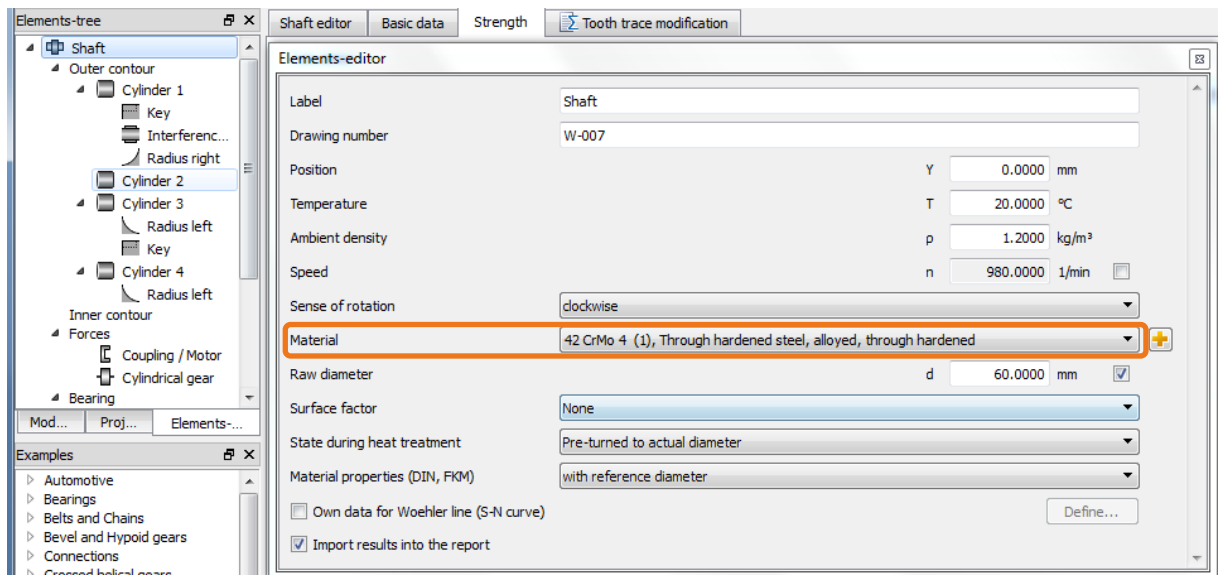 Elements-tree
Shaft
Outer contour
Cylinder 1
Key
Interferenc...
Radius right
Cylinder 2
Cylinder 3
Radius left
Key
Cylinder 4
Radius left
Inner contour
Forces
Coupling / Motor
Cylindrical gear
Bearing
Mod... Proj... Elements-...
Examples
Automotive
Bearings
Belts and Chains
Bevel and Hypoid gears
Connections
Crossed helical gears
Shaft editor Basic data Strength Tooth trace modification
Elements-editor
Label Shaft
Drawing number W-007
Position Y 0.0000 mm
Temperature T 20.0000 °C
Ambient density ρ 1.2000 kg/m³
Speed n 980.0000 1/min
Sense of rotation clockwise
Material 42 CrMo 4 (1), Through hardened steel, alloyed, through hardened
Raw diameter d 60.0000 mm
Surface factor None
State during heat treatment Pre-turned to actual diameter
Material properties (DIN, FKM) with reference diameter
Own data for Woehler line (S-N curve) Define...
Import results into the report